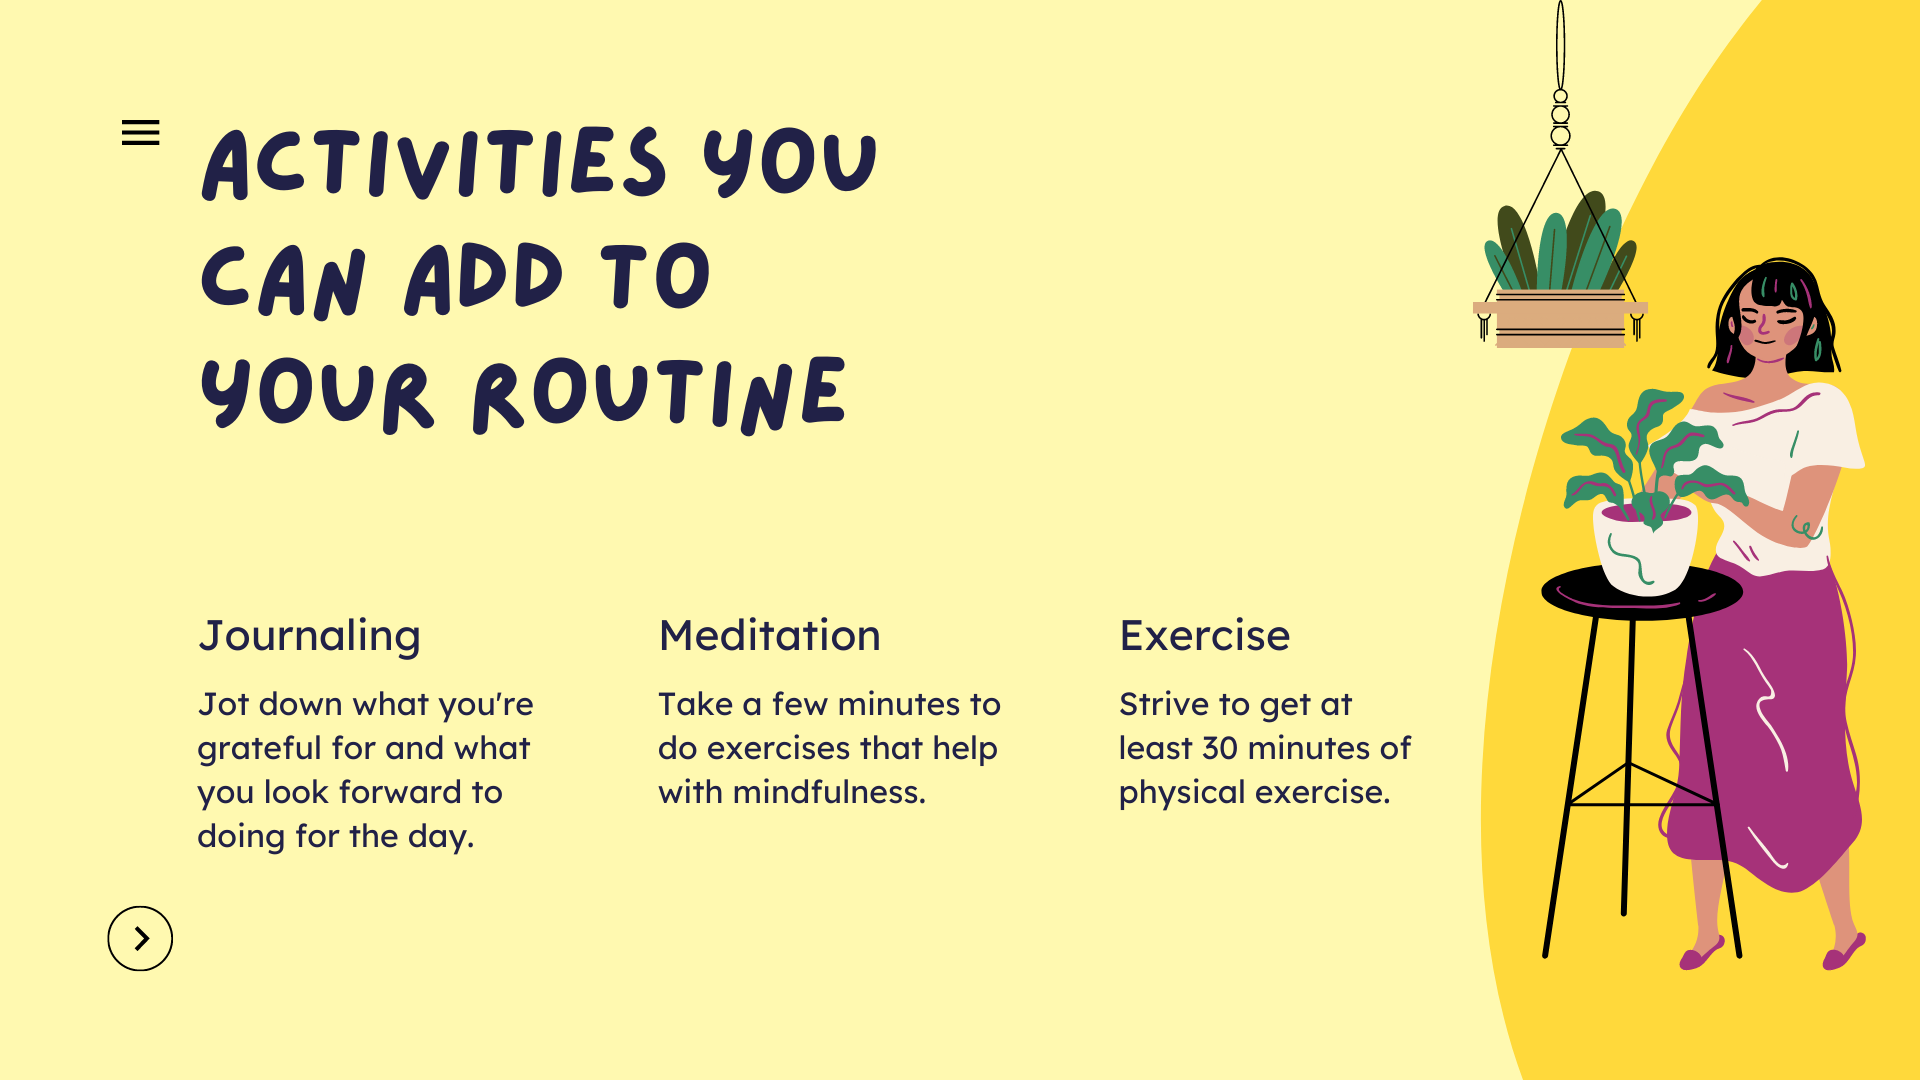 ACTIVITIES YOU
CAN ADD TO
YOUR ROUTINE
Journaling
Jot down what you're
grateful for and what
you look forward to
doing for the day.
Meditation
Take a few minutes to
do exercises that help
with mindfulness.
Exercise
Strive to get at
least 30 minutes of
physical exercise.